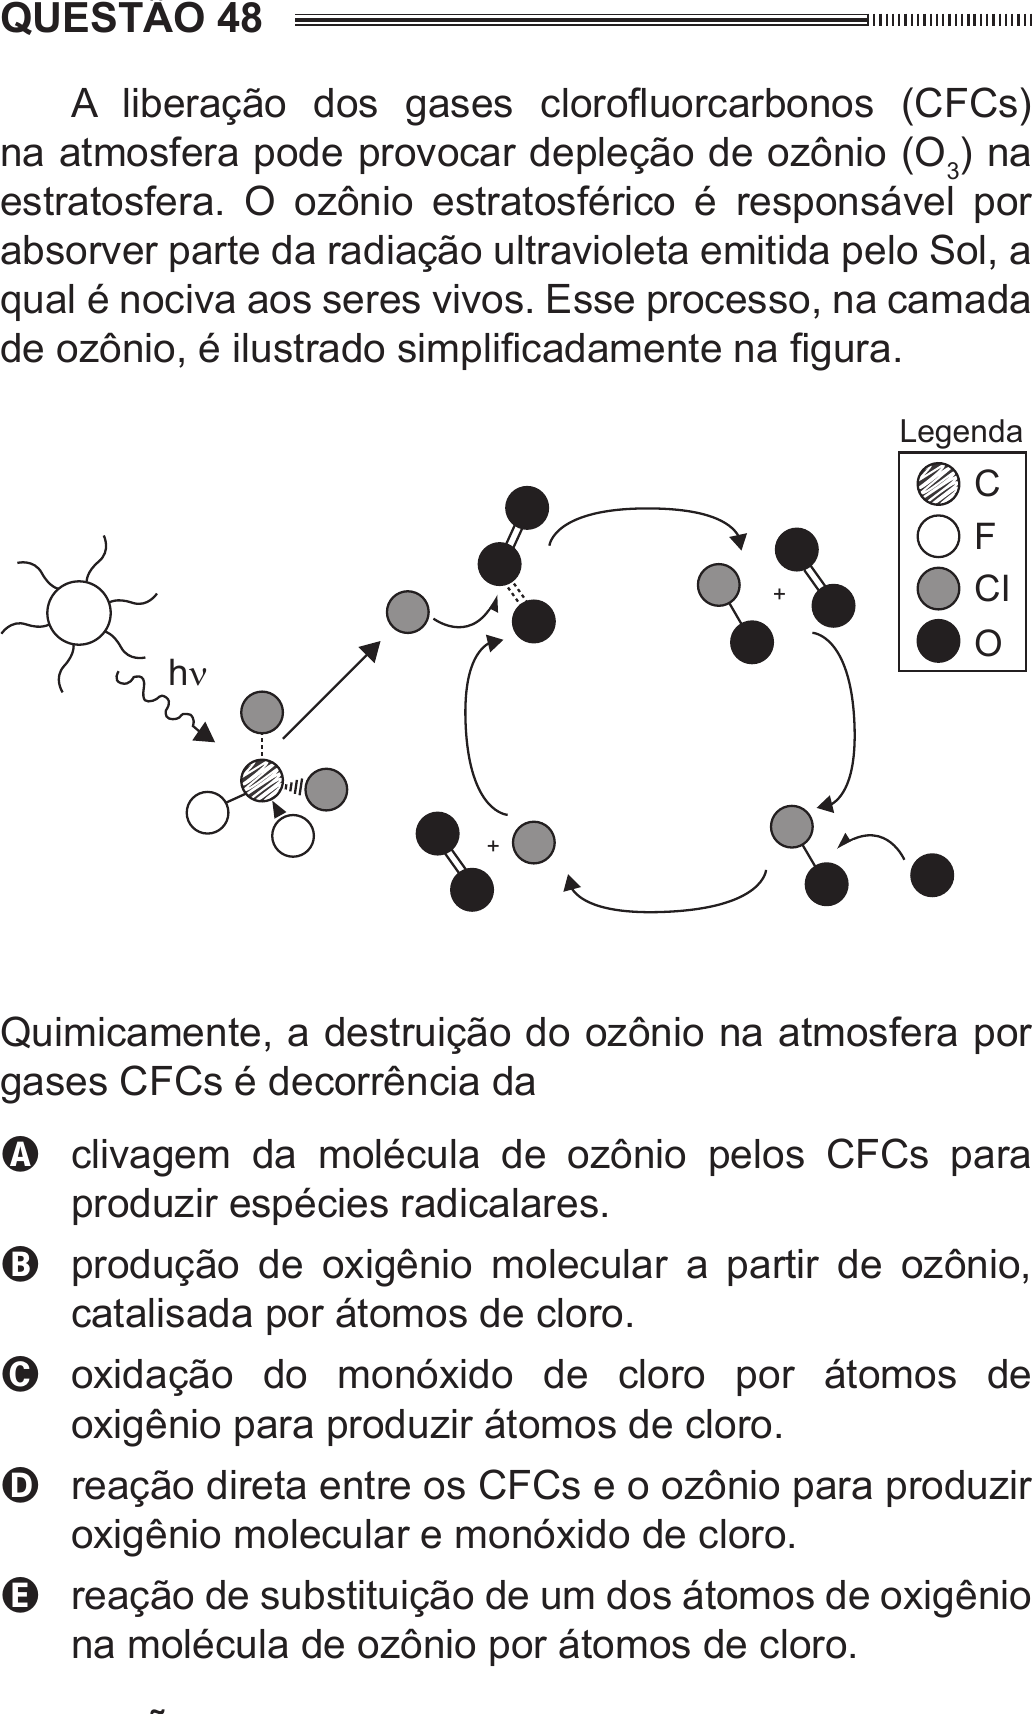 QUESTÃO 48
A liberação dos gases clorofluorcarbonos (CFCs)
na atmosfera pode provocar depleção de ozônio (O3) na
estratosfera. O ozônio estratosférico é responsável por
absorver parte da radiação ultravioleta emitida pelo Sol, a
qual é nociva aos seres vivos. Esse processo, na camada
de ozônio, é ilustrado simplificadamente na figura.
Legenda
C
F
Cl
O
hν
+
+
Quimicamente, a destruição do ozônio na atmosfera por
gases CFCs é decorrência da
A clivagem da molécula de ozônio pelos CFCs para
produzir espécies radicalares.
B produção de oxigênio molecular a partir de ozônio,
catalisada por átomos de cloro.
C oxidação do monóxido de cloro por átomos de
oxigênio para produzir átomos de cloro.
D reação direta entre os CFCs e o ozônio para produzir
oxigênio molecular e monóxido de cloro.
E reação de substituição de um dos átomos de oxigênio
na molécula de ozônio por átomos de cloro.